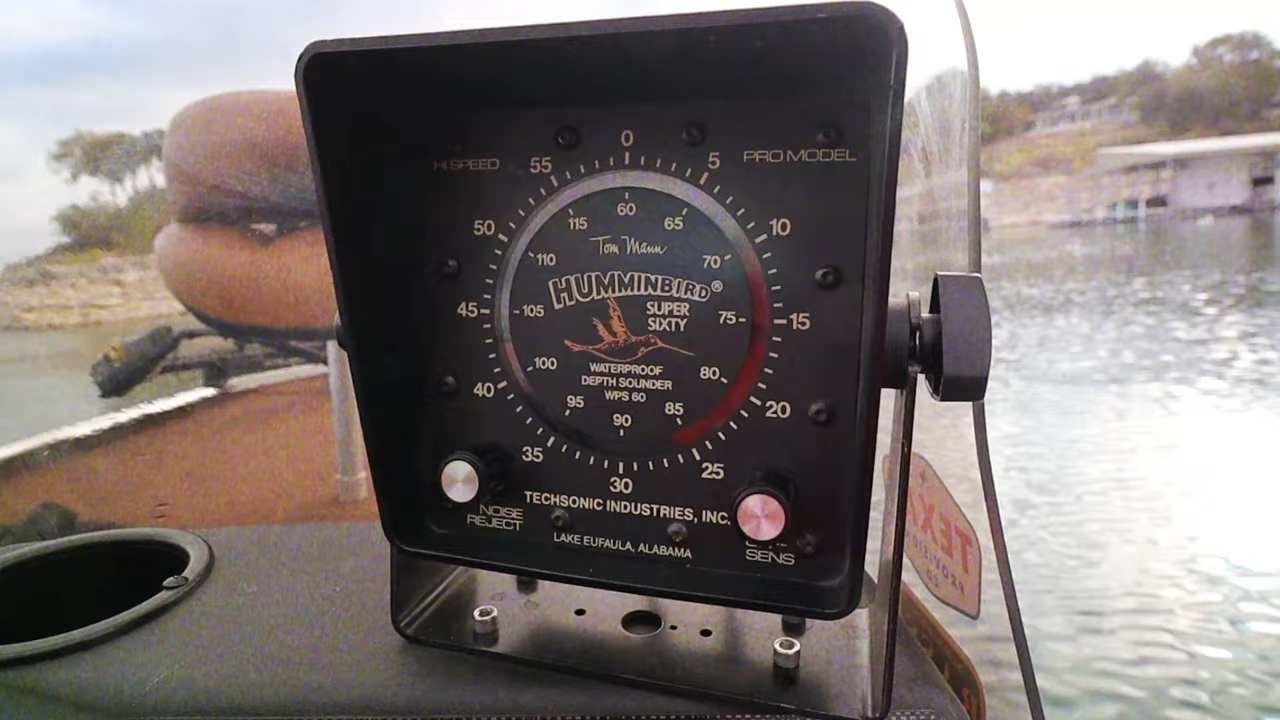 HI SPEED
PRO MODEL
0
5
10
15
20
25
30
35
40
45
50
55
60
65
70
75
80
85
90
95
100
105
110
115
Tom Mann
HUMMINBIRD®
SUPER
SIXTY
WATERPROOF
DEPTH SOUNDER
WPS 60
TECHSONIC INDUSTRIES, INC.
LAKE EUFAULA, ALABAMA
NOISE
REJECT
SENS
TEX